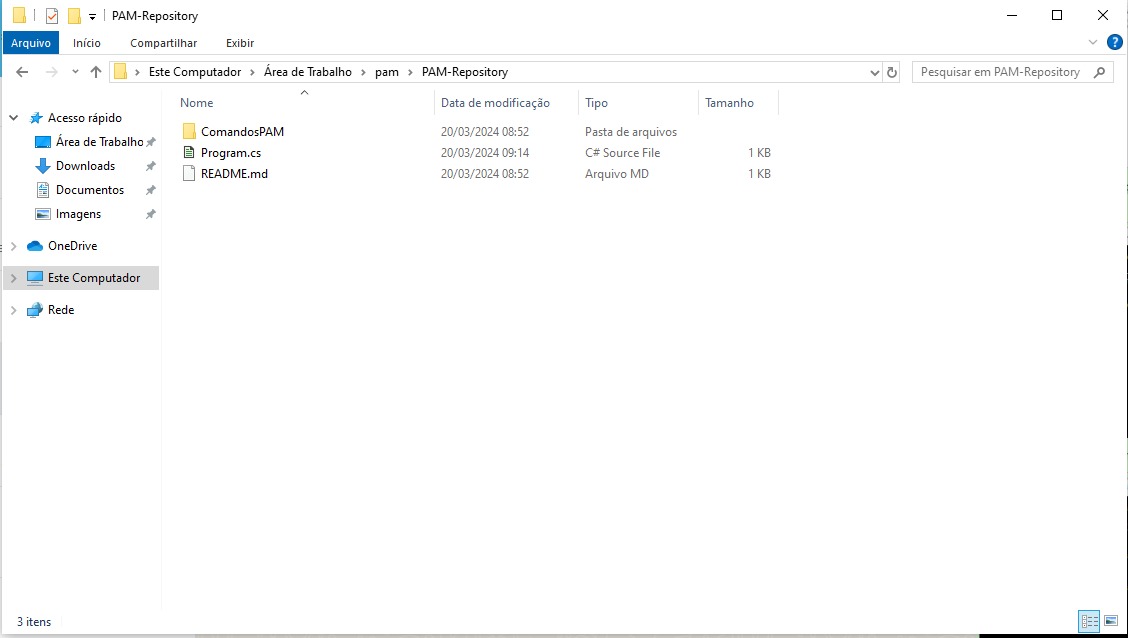 PAM-Repository
Arquivo Início Compartilhar Exibir
Este Computador Área de Trabalho pam PAM-Repository Pesquisar em PAM-Repository
Nome Data de modificação Tipo Tamanho
Acesso rápido
Área de Trabalho
Downloads
Documentos
Imagens
OneDrive
Este Computador
Rede
ComandosPAM 20/03/2024 08:52 Pasta de arquivos
Program.cs 20/03/2024 09:14 C# Source File 1 KB
README.md 20/03/2024 08:52 Arquivo MD 1 KB
3 itens